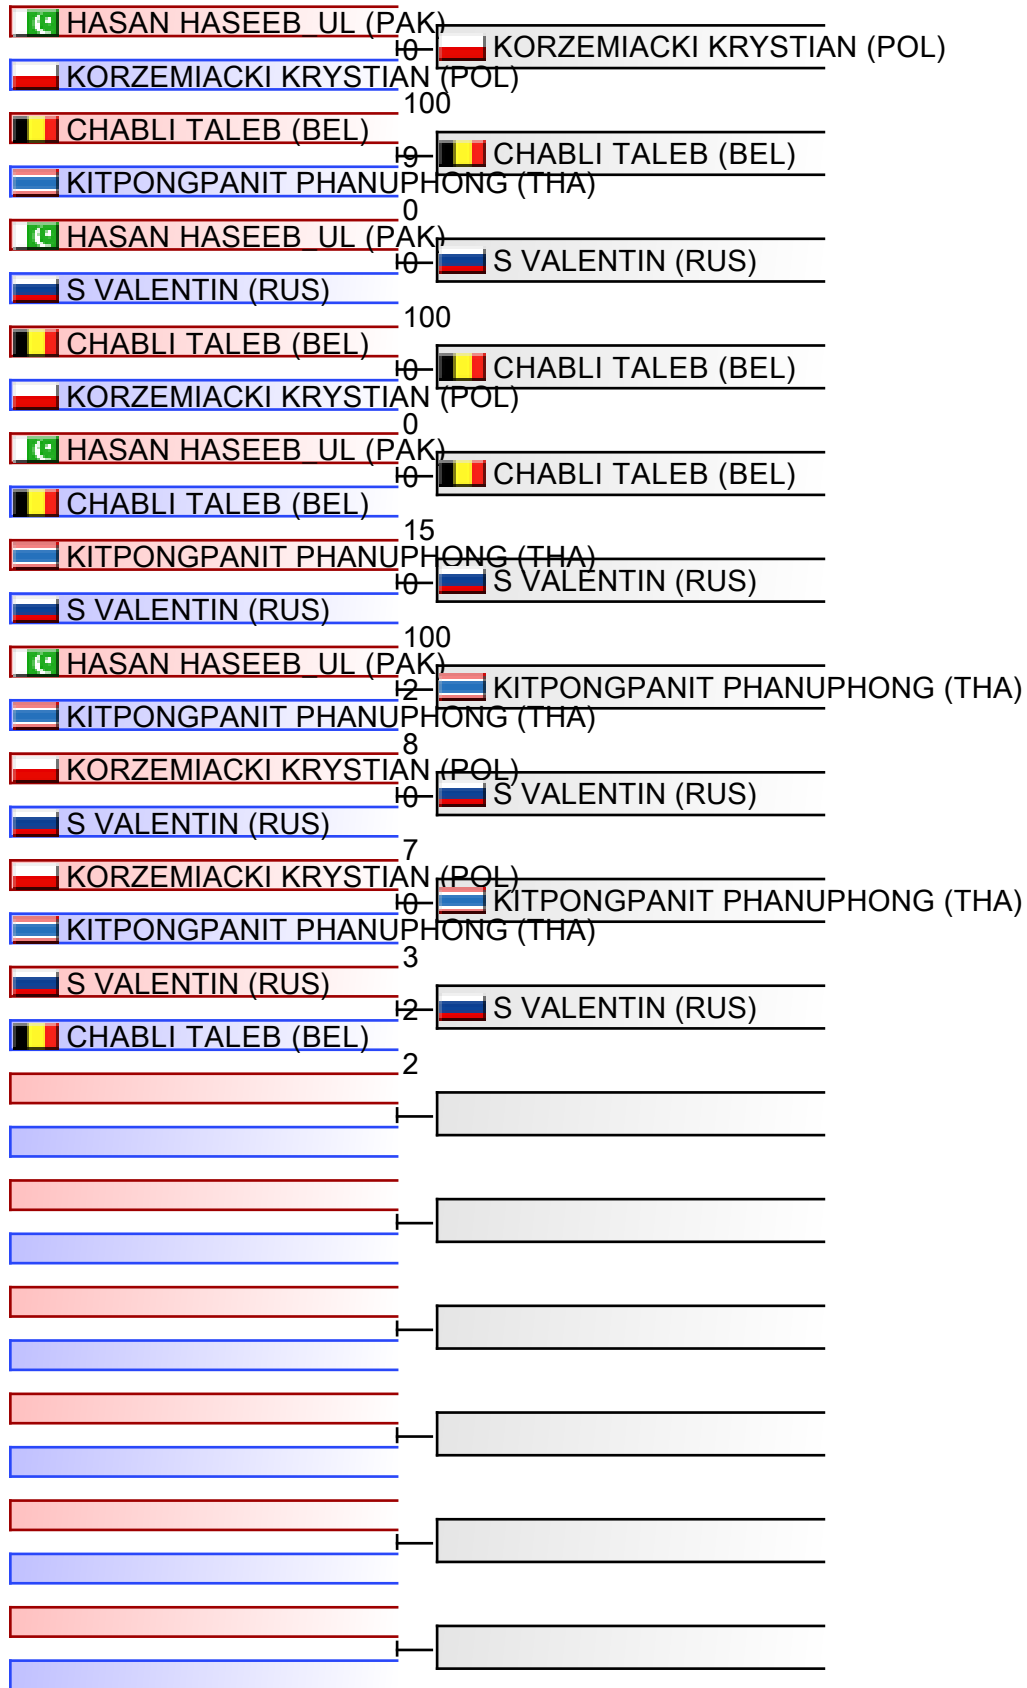 HASAN HASEEB_UL (PAK)
0 KORZEMIACKI KRYSTIAN (POL)
KORZEMIACKI KRYSTIAN (POL)
100
CHABLI TALEB (BEL)
9 CHABLI TALEB (BEL)
KITPONGPANIT PHANUPHONG (THA)
0
HASAN HASEEB_UL (PAK)
0 S VALENTIN (RUS)
S VALENTIN (RUS)
100
CHABLI TALEB (BEL)
0 CHABLI TALEB (BEL)
KORZEMIACKI KRYSTIAN (POL)
0
HASAN HASEEB_UL (PAK)
0 CHABLI TALEB (BEL)
CHABLI TALEB (BEL)
15
KITPONGPANIT PHANUPHONG (THA)
0 S VALENTIN (RUS)
S VALENTIN (RUS)
100
HASAN HASEEB_UL (PAK)
2 KITPONGPANIT PHANUPHONG (THA)
KITPONGPANIT PHANUPHONG (THA)
8
KORZEMIACKI KRYSTIAN (POL)
0 S VALENTIN (RUS)
S VALENTIN (RUS)
7
KORZEMIACKI KRYSTIAN (POL)
0 KITPONGPANIT PHANUPHONG (THA)
KITPONGPANIT PHANUPHONG (THA)
3
S VALENTIN (RUS)
2 S VALENTIN (RUS)
CHABLI TALEB (BEL)
2